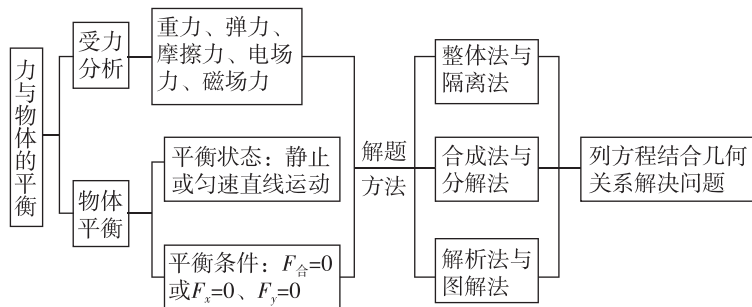 力与物体的平衡
受力
分析
重力、弹力、
摩擦力、电场
力、磁场力
物体
平衡
平衡状态：静止
或匀速直线运动
平衡条件：F合=0
或Fx=0、Fy=0
解题
方法
整体法与
隔离法
合成法与
分解法
解析法与
图解法
列方程结合几何
关系解决问题